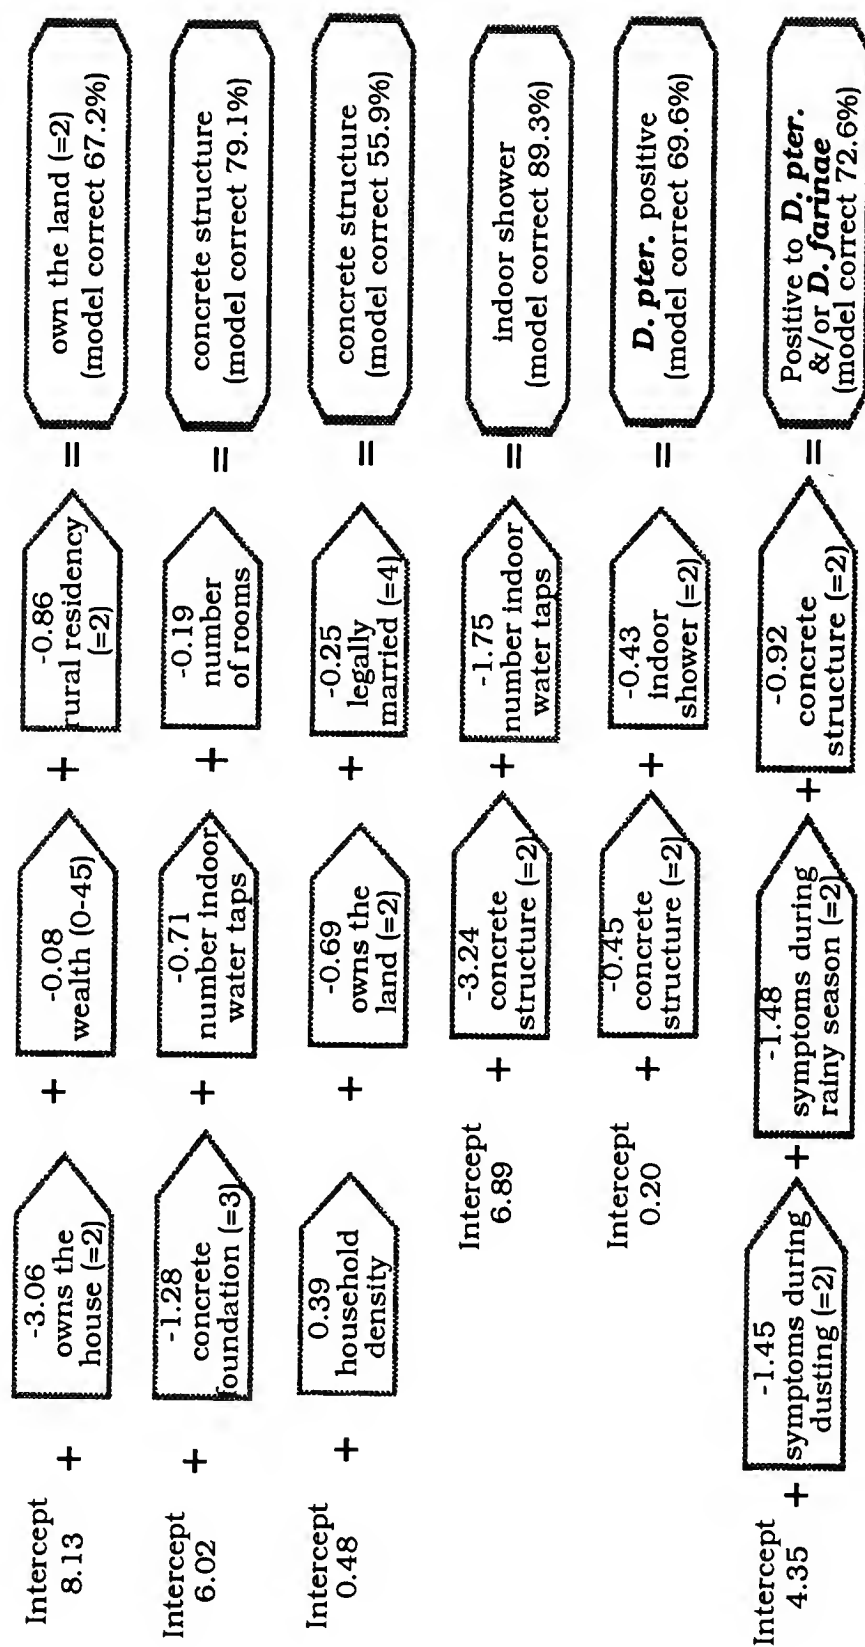 Intercept
8.13
+
-3.06
owns the
house (=2)
+
-0.08
wealth (0-45)
+
-0.86
rural residency
(=2)
=
own the land (=2)
(model correct 67.2%)
Intercept
6.02
+
-1.28
concrete
foundation (=3)
+
-0.71
number indoor
water taps
+
-0.19
number
of rooms
=
concrete structure
(model correct 79.1%)
Intercept
0.48
+
0.39
household
density
+
-0.69
owns the
land (=2)
+
-0.25
legally
married (=4)
=
concrete structure
(model correct 55.9%)
Intercept
6.89
+
-3.24
concrete
structure (=2)
+
-1.75
number indoor
water taps
=
indoor shower
(model correct 89.3%)
Intercept
0.20
+
-0.45
concrete
structure (=2)
+
-0.43
indoor
shower (=2)
=
D. pter. positive
(model correct 69.6%)
Intercept
4.35
+
-1.45
symptoms during
dusting (=2)
+
-1.48
symptoms during
rainy season (=2)
+
-0.92
concrete
structure (=2)
=
Positive to D. pter.
&/or D. farinae
(model correct 72.6%)